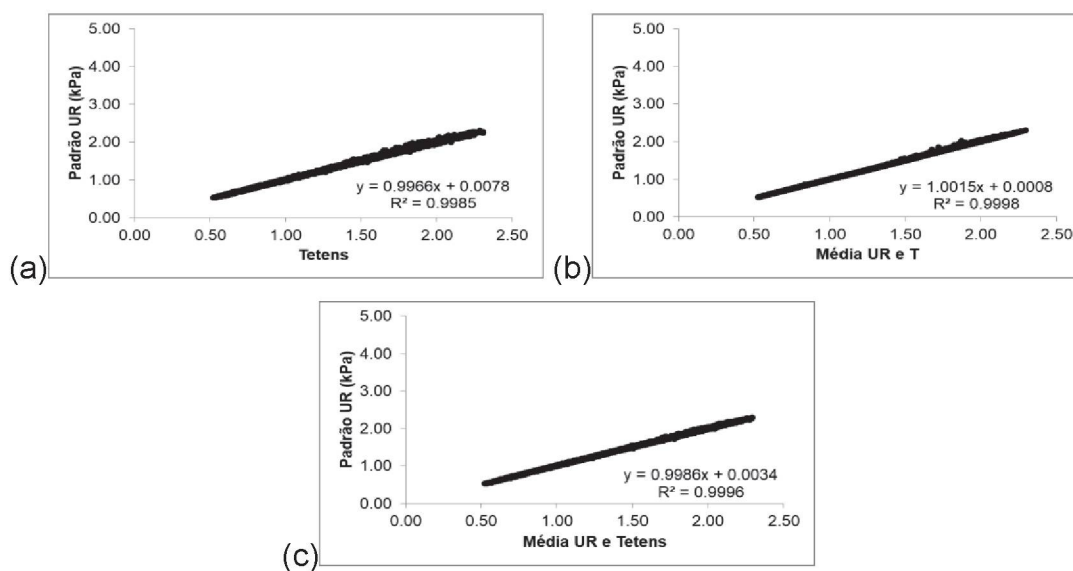 5.00
4.00
3.00
2.00
1.00
0.00
Padrão UR (kPa)
y = 0.9966x + 0.0078
R² = 0.9985
0.00 0.50 1.00 1.50 2.00 2.50
Tetens
(a)
5.00
4.00
3.00
2.00
1.00
0.00
Padrão UR (kPa)
y = 1.0015x + 0.0008
R² = 0.9998
0.00 0.50 1.00 1.50 2.00 2.50
Média UR e T
(b)
5.00
4.00
3.00
2.00
1.00
0.00
Padrão UR (kPa)
y = 0.9986x + 0.0034
R² = 0.9996
0.00 0.50 1.00 1.50 2.00 2.50
Média UR e Tetens
(c)